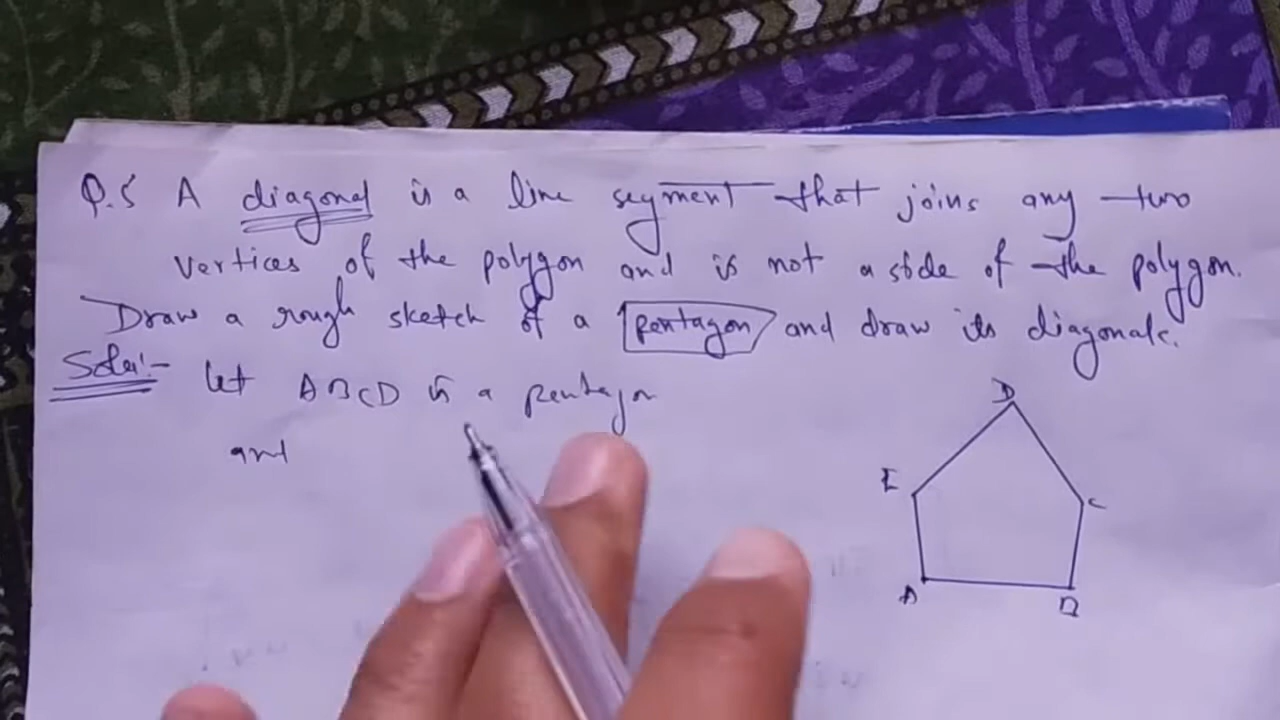 Q.5 A diagonal is a line segment that joins any two
vertices of the polygon and is not a side of the polygon.
Draw a rough sketch of a pentagon and draw its diagonals.
Soln:- let ABCD is a pentagon
and
D
E
C
A
B